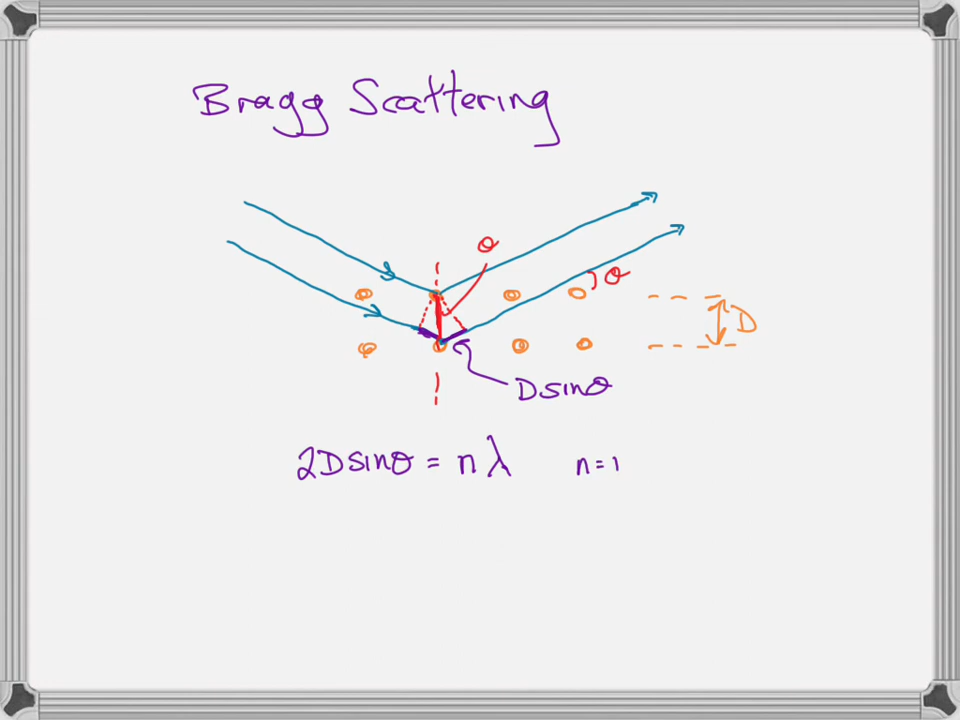 Bragg Scattering
θ
θ
D
Dsinθ
2Dsinθ = nλ n=1